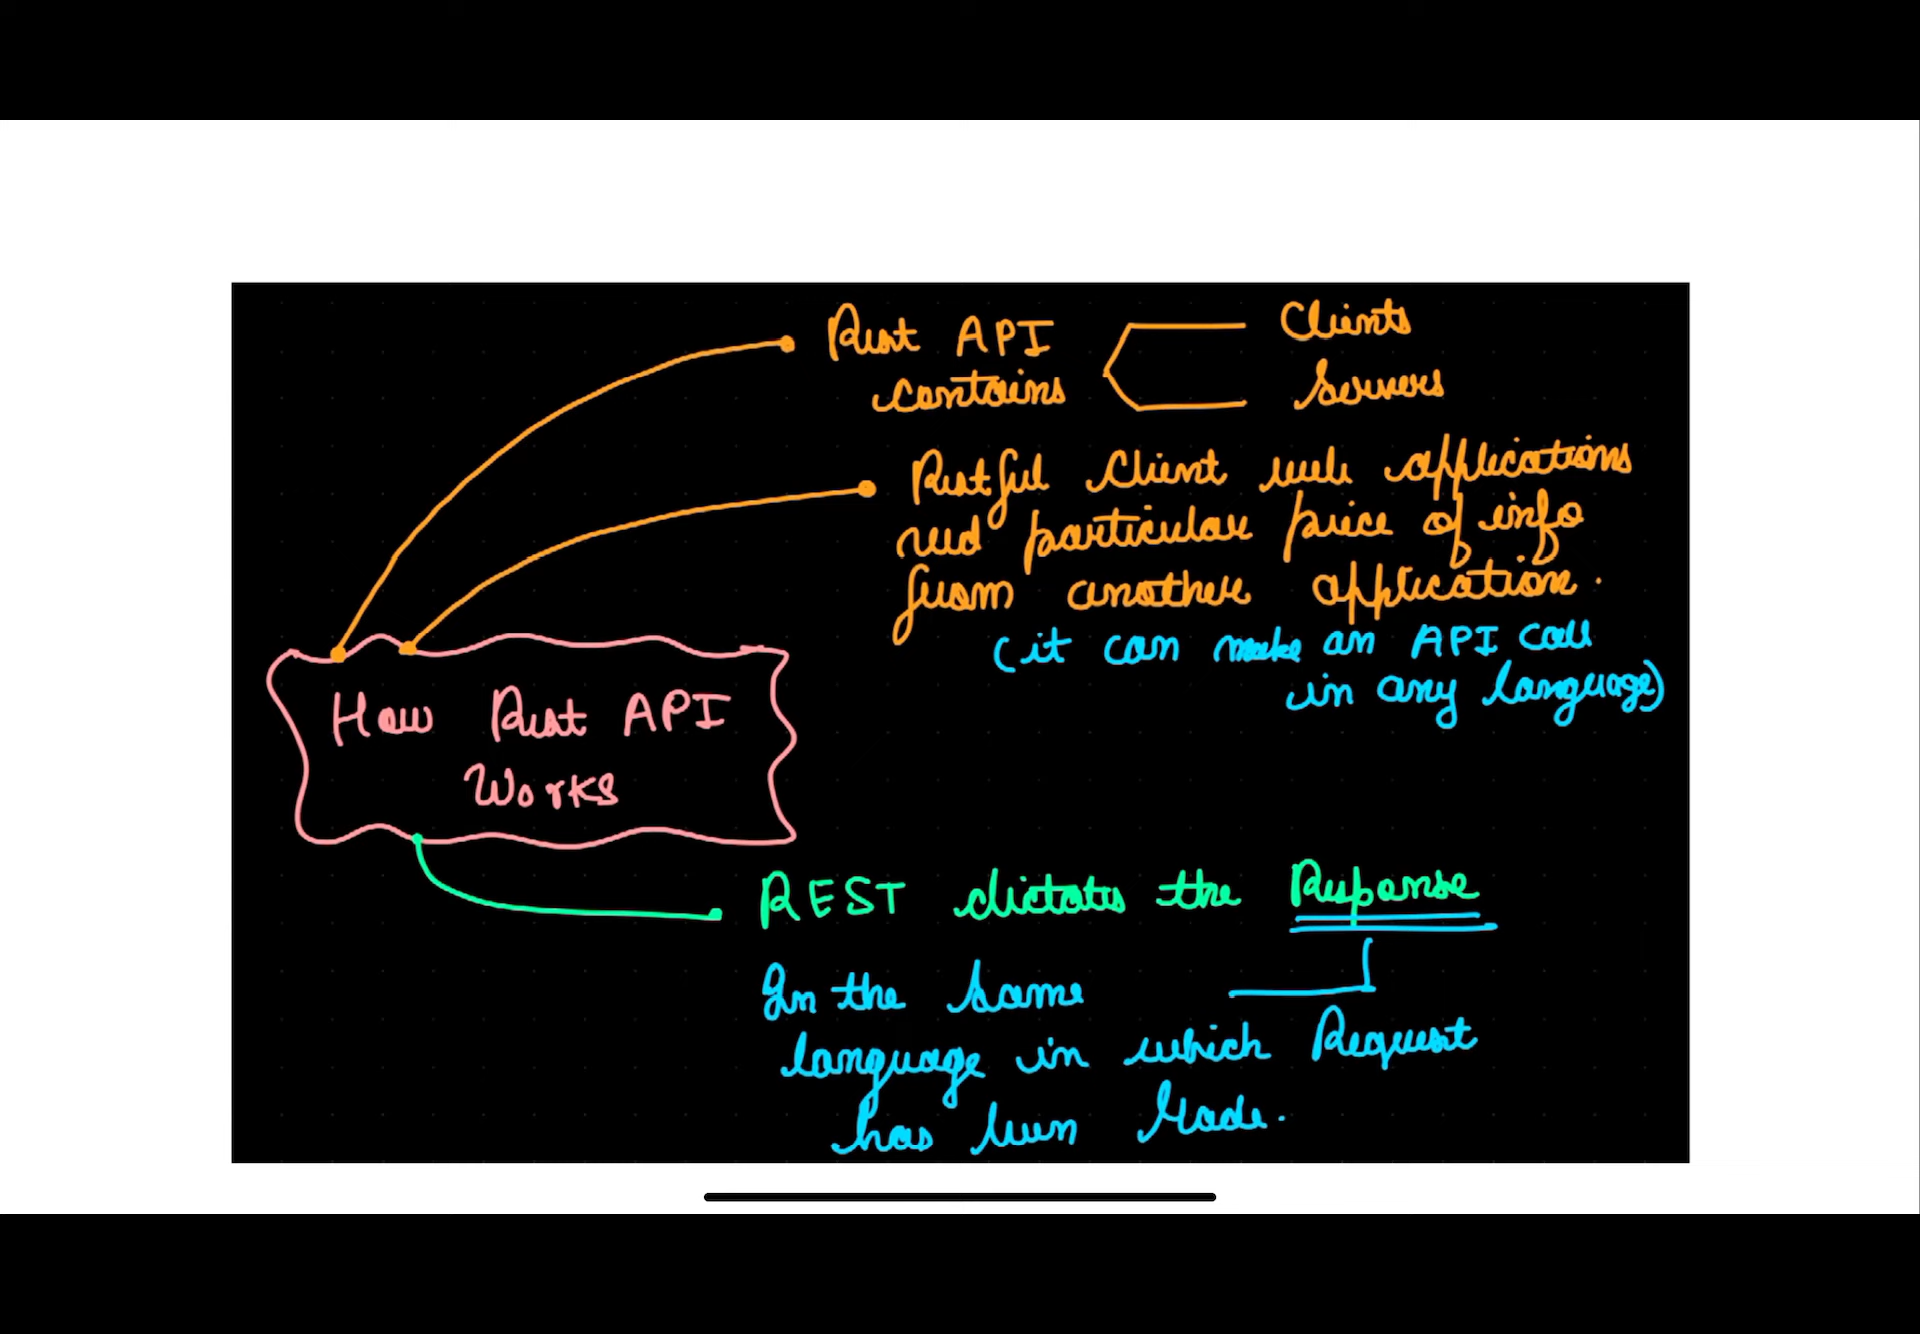 Rest API
contains
Clients
Servers
Restful Client web applications
need particular piece of info
from another application.
(it can make an API call
in any language)
How Rest API
Works
REST dictates the Response
In the same
language in which Request
has been Made.